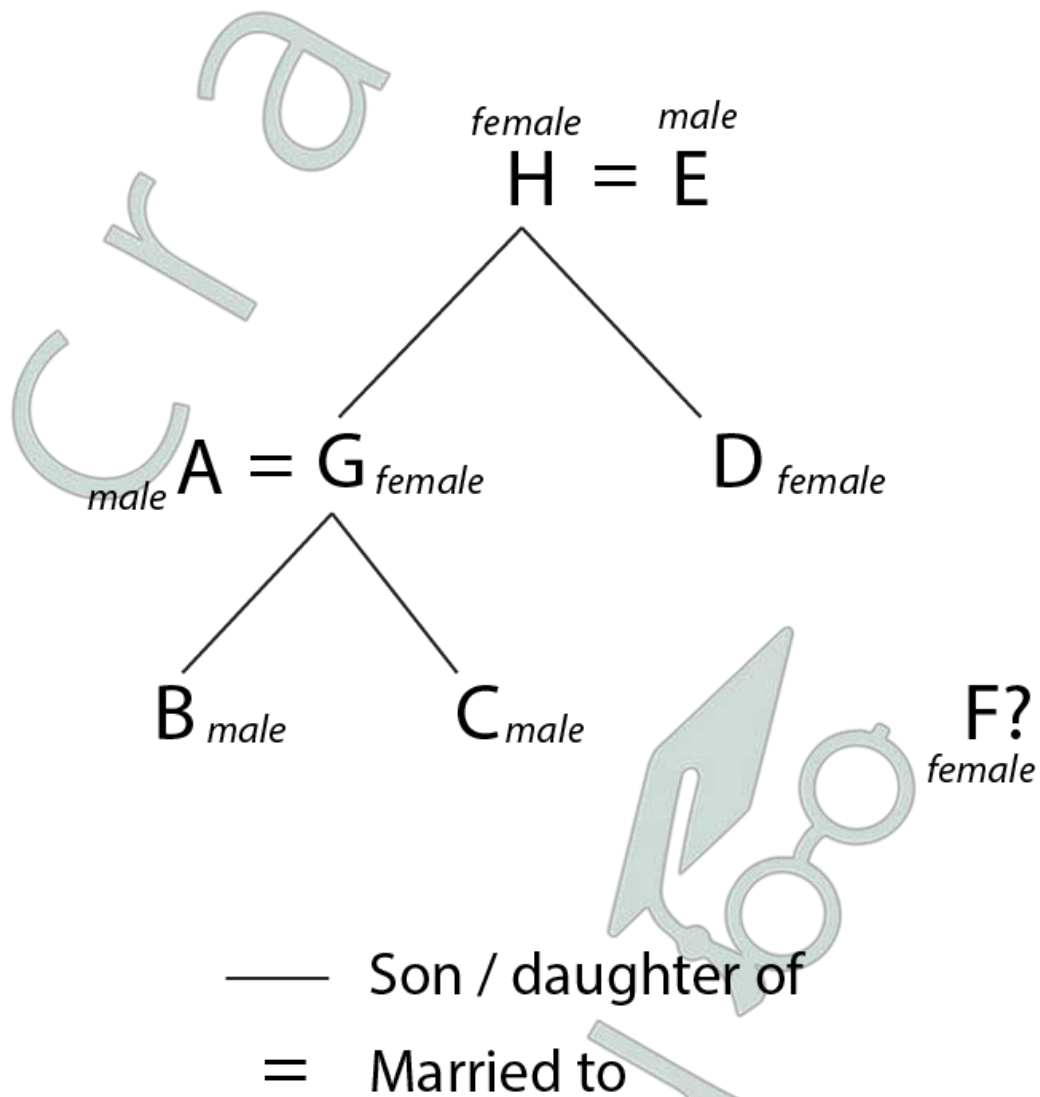 female male
H = E
male A = G female D female
B male C male F?
female
Son / daughter of
= Married to
C r a